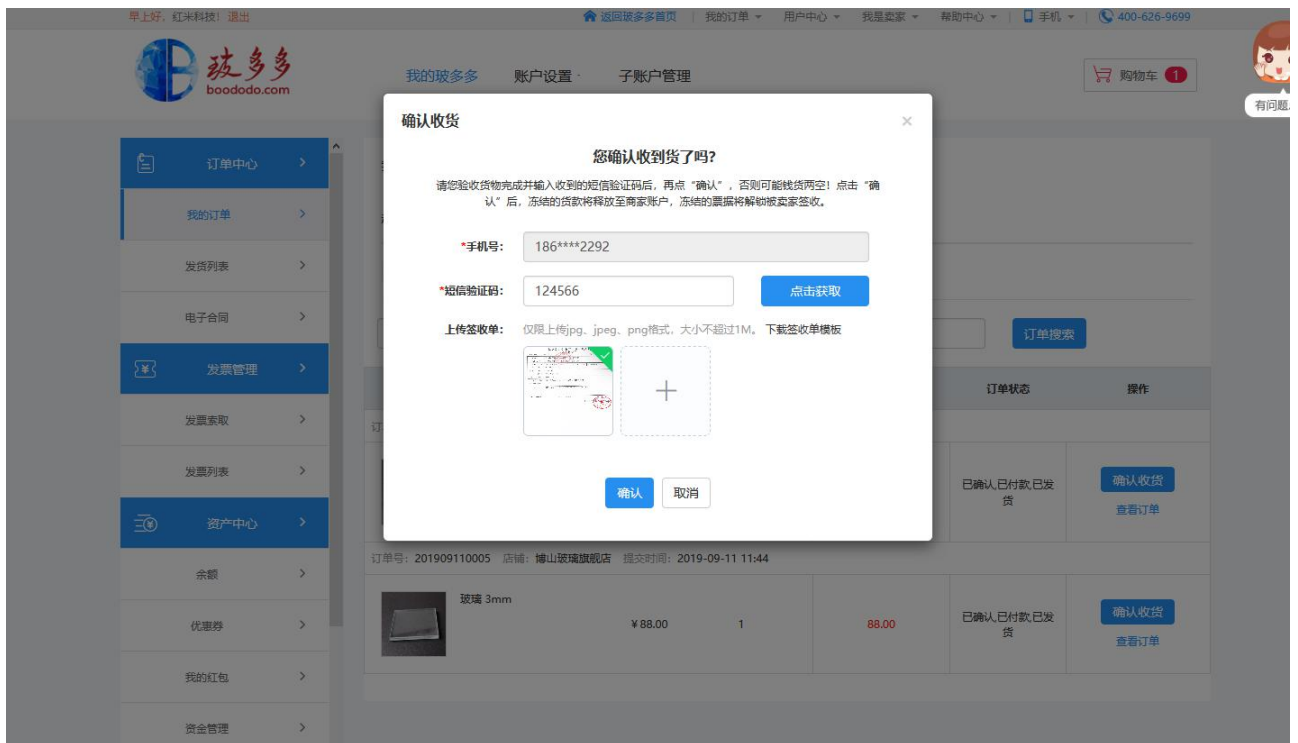 早上好，红米科技！退出
返回玻多多首页
我的订单
用户中心
我是卖家
帮助中心
手机
400-626-9699
玻多多
boododo.com
我的玻多多
账户设置
子账户管理
购物车 1
有问题
订单中心
我的订单
发货列表
电子合同
发票管理
发票索取
发票列表
资产中心
余额
优惠券
我的红包
资金管理
确认收货
×
您确认收到货了吗?
请您验收货物完成并输入收到的短信验证码后，再点“确认”，否则可能钱货两空！点击“确
认”后，冻结的货款将释放至商家账户，冻结的票据将解锁被卖家签收。
*手机号： 186****2292
*短信验证码： 124566 点击获取
上传签收单： 仅限上传jpg、jpeg、png格式，大小不超过1M。下载签收单模板
确认 取消
订单搜索
订单状态 操作
订
已确认,已付款,已发
货
确认收货
查看订单
订单号：201909110005 店铺：博山玻璃旗舰店 提交时间：2019-09-11 11:44
玻璃 3mm
¥88.00 1 88.00
已确认,已付款,已发
货
确认收货
查看订单